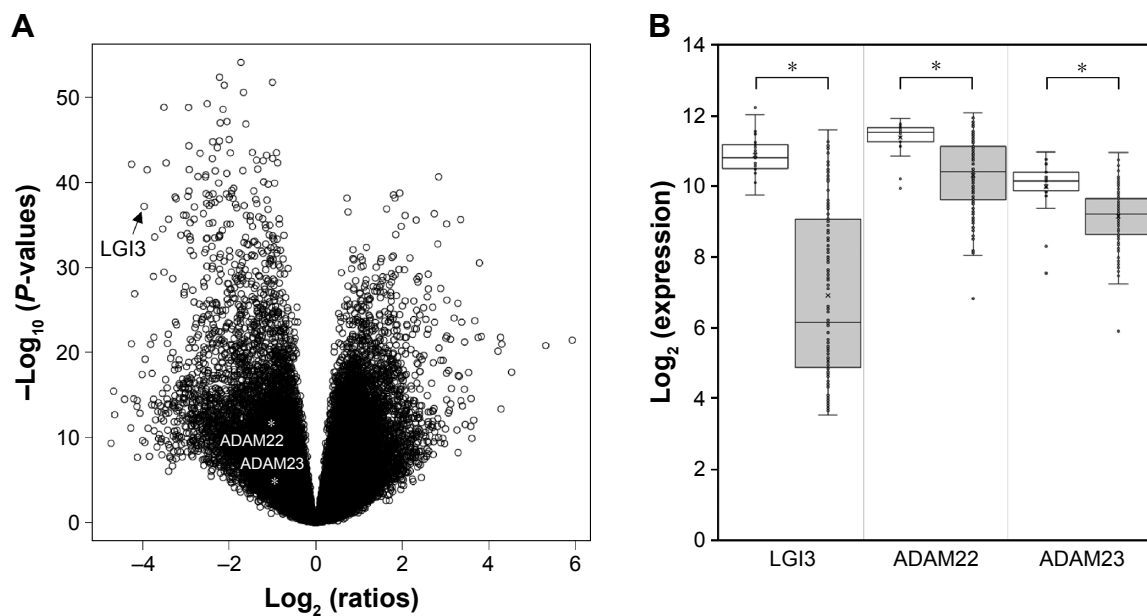 A
–Log10 (P-values)
50
40
30
20
10
0
LGI3
*
ADAM22
ADAM23
*
–4
–2
0
2
4
6
Log2 (ratios)
B
Log2 (expression)
14
12
10
8
6
4
2
0
*
*
*
LGI3
ADAM22
ADAM23